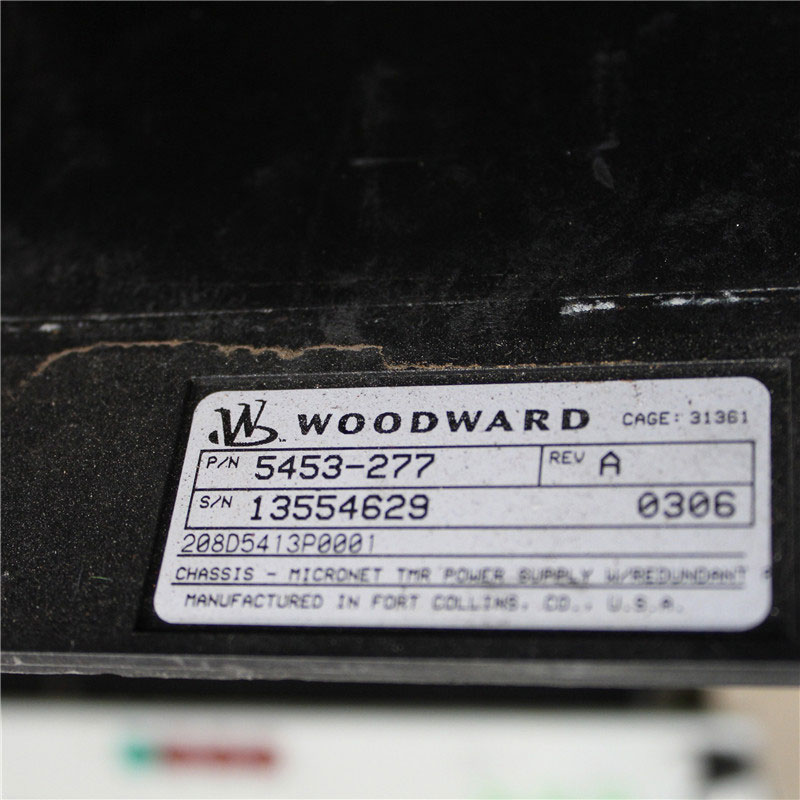 WOODWARD CAGE: 31361
P/N 5453-277 REV A
S/N 13554629 0306
208D5413P0001
CHASSIS - MICRONET TMR POWER SUPPLY W/REDUNDANT
MANUFACTURED IN FORT COLLINS, CO., U.S.A.